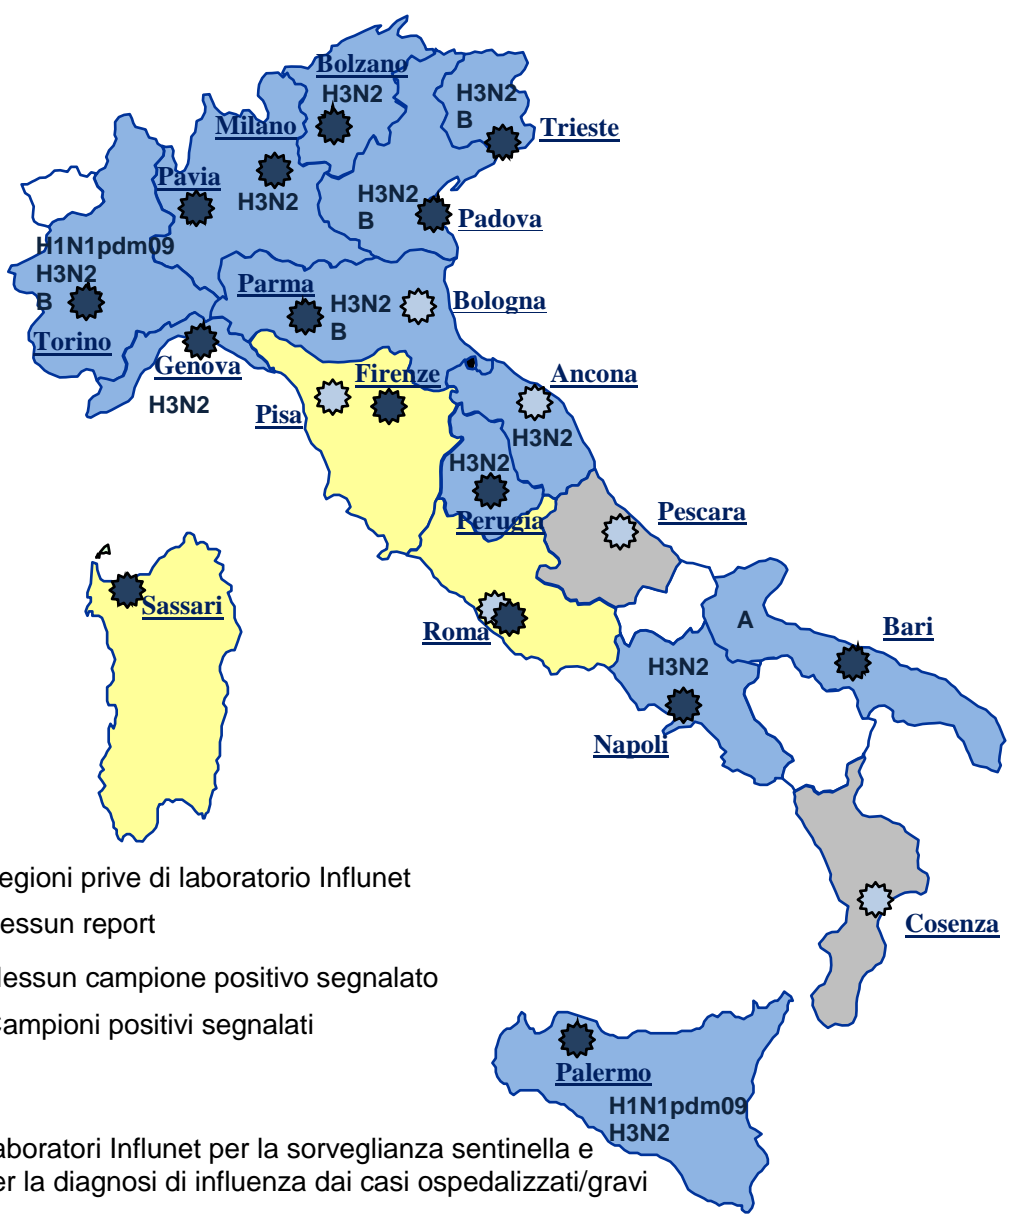 Bolzano
H3N2
H3N2
B
Trieste
Milano
Pavia
H3N2
H3N2
B
Padova
H1N1pdm09
H3N2
B
Torino
Parma
H3N2
B
Bologna
Genova
H3N2
Firenze
Pisa
Ancona
H3N2
H3N2
Perugia
Pescara
Sassari
Roma
A
Bari
H3N2
Napoli
egioni prive di laboratorio Influnet
essun report
Cosenza
essun campione positivo segnalato
ampioni positivi segnalati
Palermo
H1N1pdm09
H3N2
aboratori Influnet per la sorveglianza sentinella e
er la diagnosi di influenza dai casi ospedalizzati/gravi